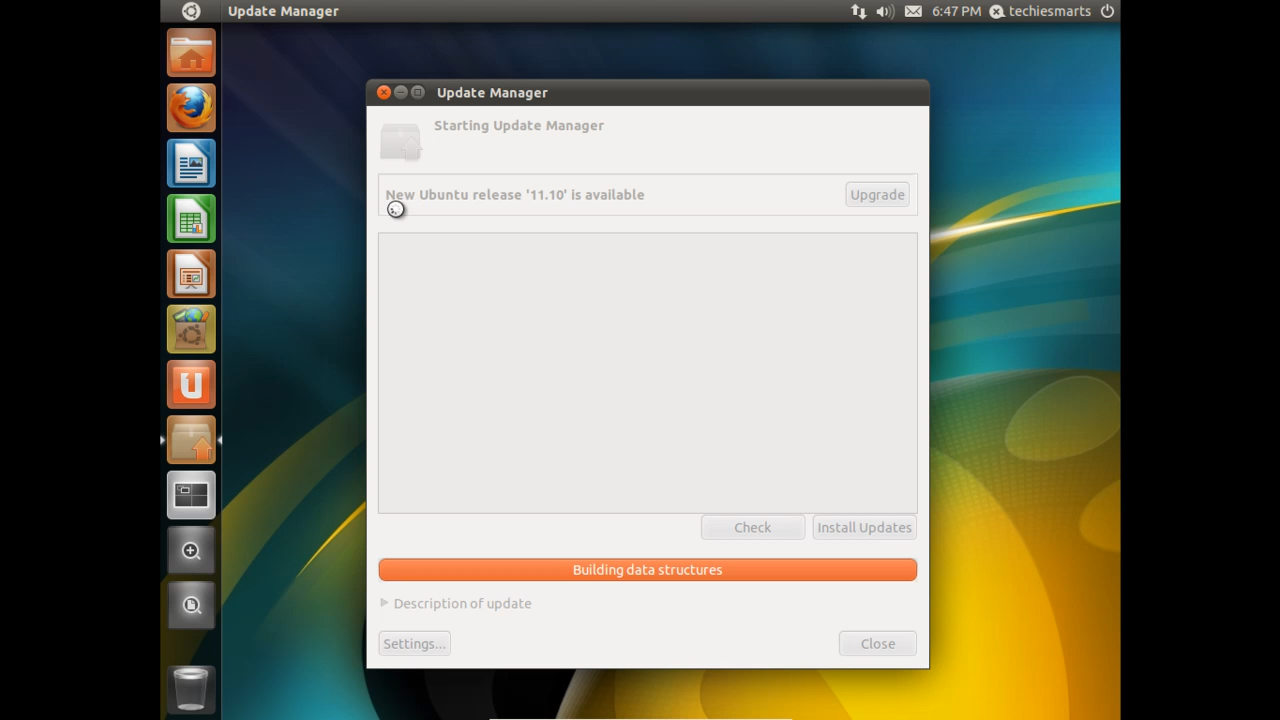 Update Manager
6:47 PM techiesmarts
Update Manager
Starting Update Manager
New Ubuntu release '11.10' is available
Upgrade
Check
Install Updates
Building data structures
Description of update
Settings...
Close